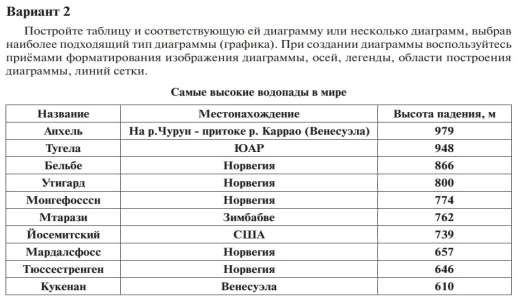 Вариант 2
Постройте таблицу и соответствующую ей диаграмму или несколько диаграмм, выбрав
наиболее подходящий тип диаграммы (графика). При создании диаграммы воспользуйтесь
приёмами форматирования изображения диаграммы, осей, легенды, области построения
диаграммы, линий сетки.
Самые высокие водопады в мире
Название Местонахождение Высота падения, м
Анхель На р.Чурун - притоке р. Каррао (Венесуэла) 979
Тугела ЮАР 948
Бельбе Норвегия 866
Утигард Норвегия 800
Монгефосссн Норвегия 774
Мтарази Зимбабве 762
Йосемитский США 739
Мардалсфосс Норвегия 657
Тюссестренген Норвегия 646
Кукенан Венесуэла 610